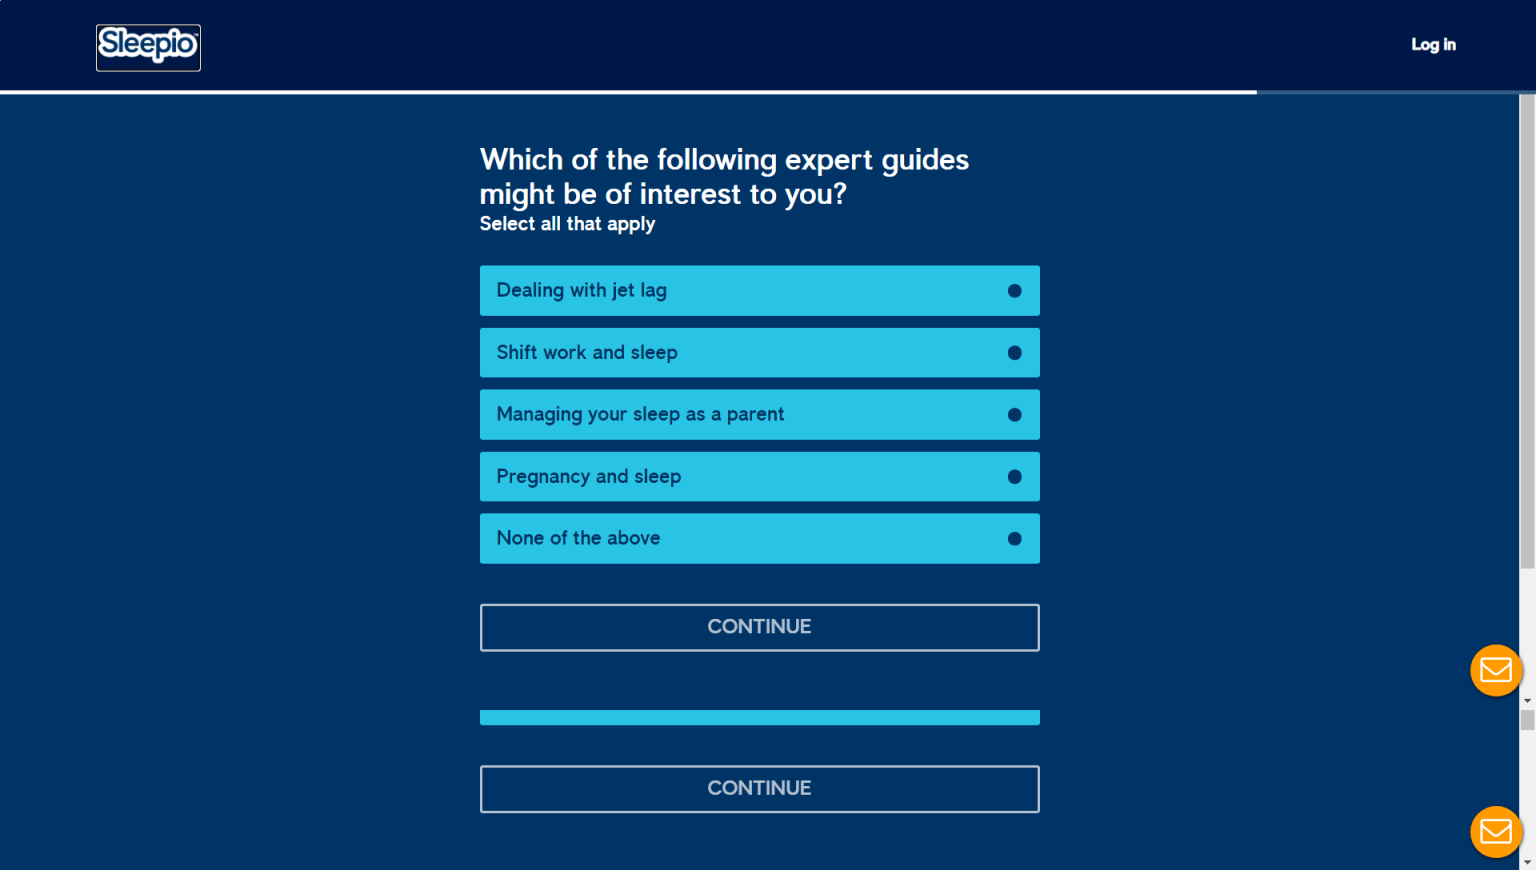 Sleepio™
Log in
Which of the following expert guides
might be of interest to you?
Select all that apply
Dealing with jet lag
Shift work and sleep
Managing your sleep as a parent
Pregnancy and sleep
None of the above
CONTINUE
CONTINUE